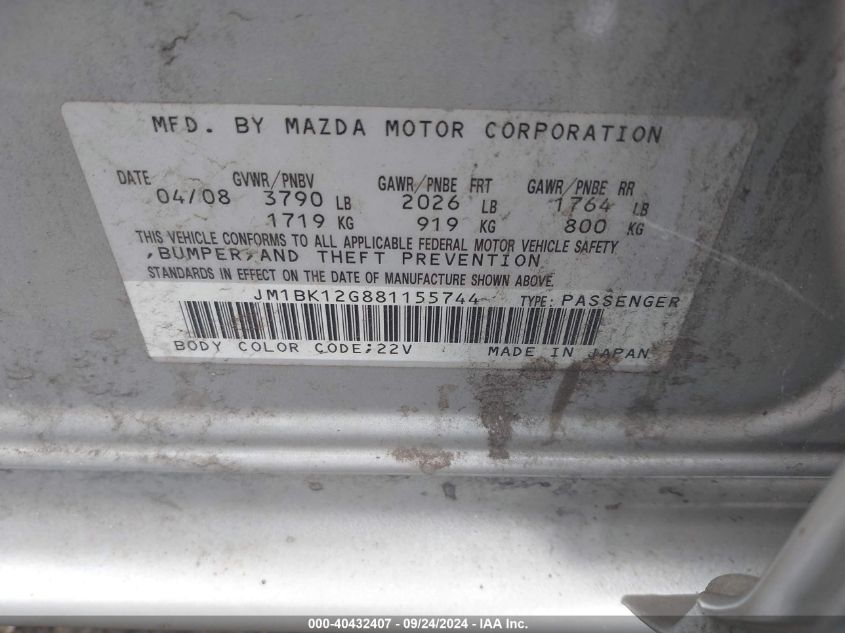 MFD. BY MAZDA MOTOR CORPORATION
DATE GVWR/PNBV GAWR/PNBE FRT GAWR/PNBE RR
04/08 3790 LB 2026 LB 1764 LB
1719 KG 919 KG 800 KG
THIS VEHICLE CONFORMS TO ALL APPLICABLE FEDERAL MOTOR VEHICLE SAFETY
,BUMPER,AND THEFT PREVENTION
STANDARDS IN EFFECT ON THE DATE OF MANUFACTURE SHOWN ABOVE.
JM1BK12G881155744 TYPE: PASSENGER
BODY COLOR CODE:22V MADE IN JAPAN
000-40432407 - 09/24/2024 - IAA Inc.